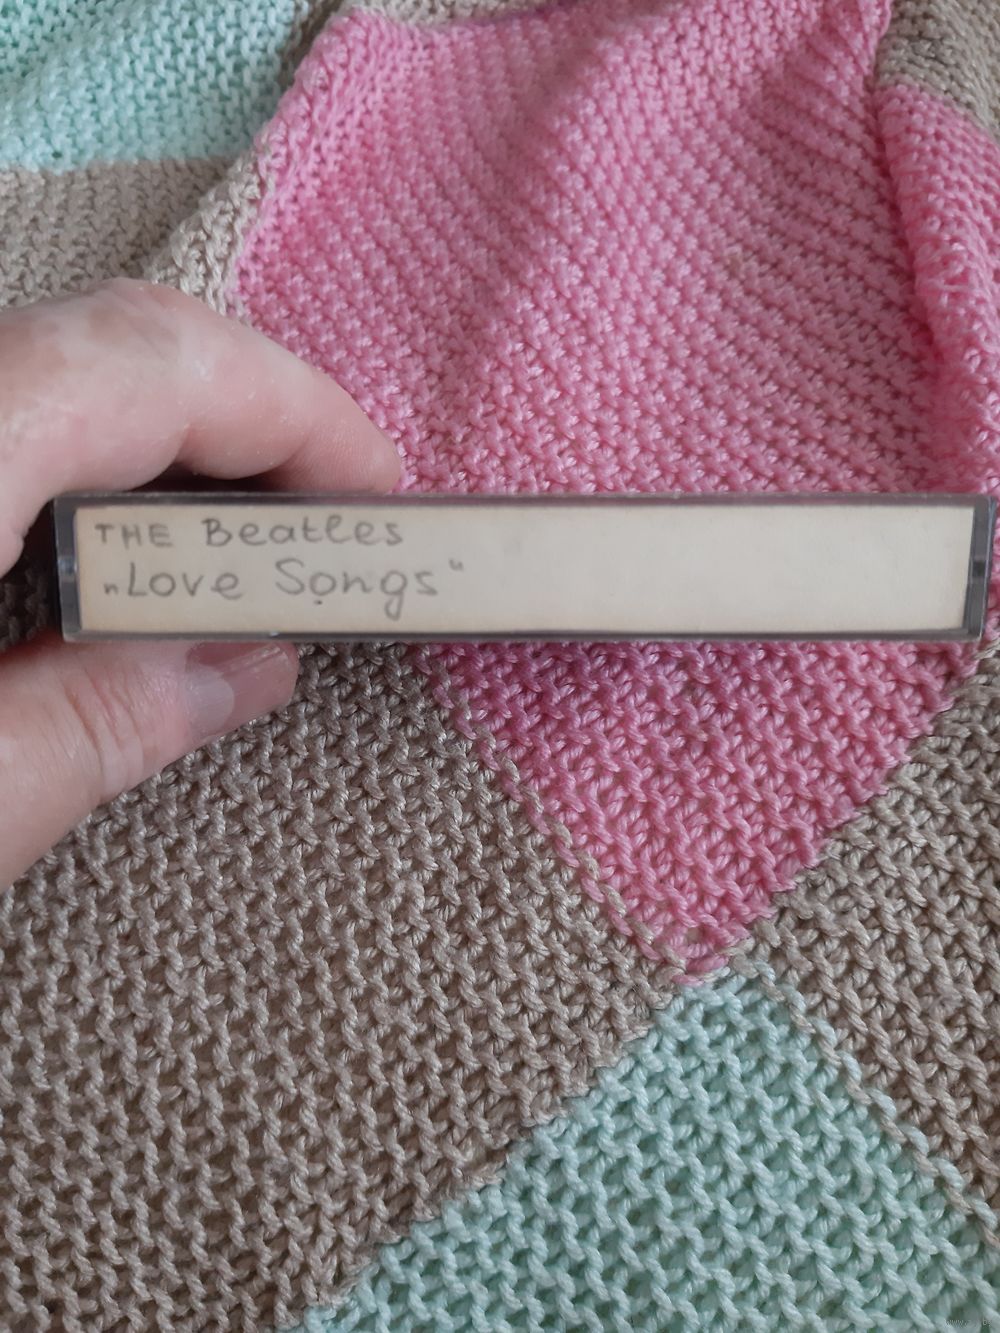 THE Beatles
„Love Songs“